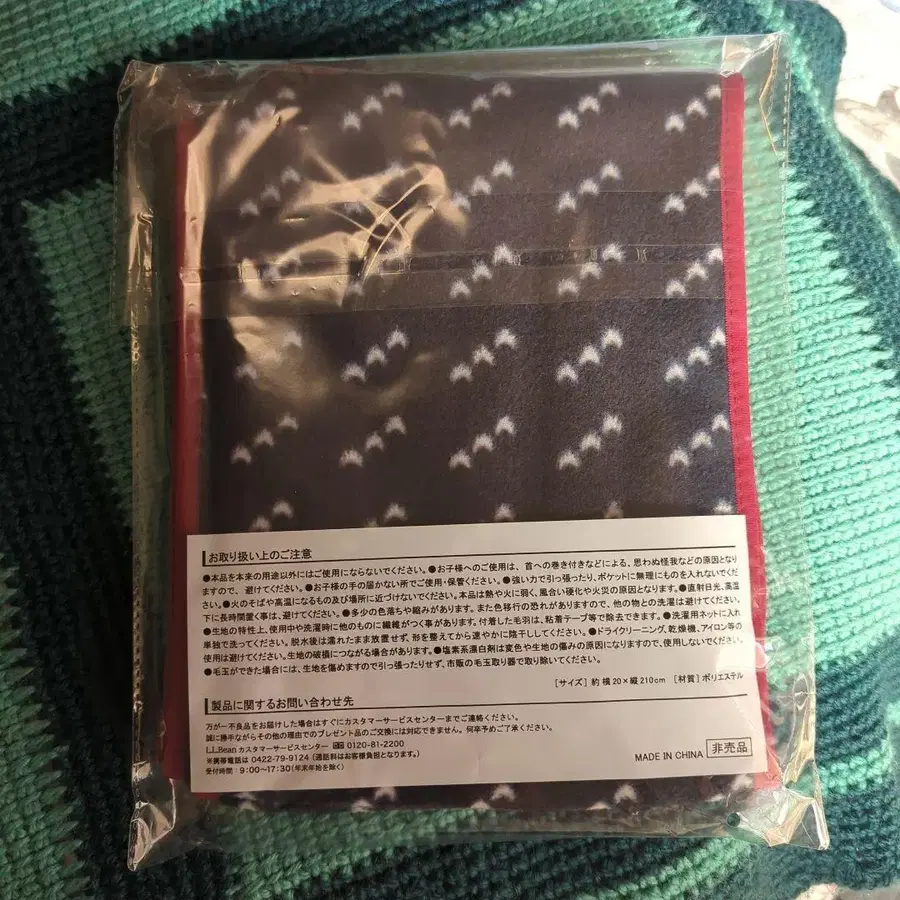 お取り扱い上のご注意
●本品を本来の用途以外にはご使用にならないでください。●お子様へのご使用は、首への巻き付きなどによる、思わぬ怪我などの原因となり
ますので、避けてください。●お子様の手の届かない所でご使用・保管ください。●強い力で引っ張ったり、ポケットに無理にものを入れないでくだ
さい。●火のそばや高温になるもの及び場所に近づけないでください。本品は熱や火に弱く、風合い硬化や火災の原因となります。●直射日光、高温
下に長時間置く事は、避けてください。●多少の色落ちや縮みがあります。また色移行の恐れがありますので、他の物との洗濯は避けてください。
●生地の特性上、使用中や洗濯時に他のものに繊維がつく事があります。付着した毛羽は、粘着テープ等で除去できます。●洗濯用ネットに入れ
単独で洗ってください。脱水後は濡れたまま放置せず、形を整えてから速やかに陰干ししてください。●ドライクリーニング、乾燥機、アイロン等の
使用は避けてください。生地の破損につながる場合があります。●塩素系漂白剤は変色や生地の傷みの原因になりますので、使用しないでください。
●毛玉ができた場合には、生地を傷めますので引っ張ったりせず、市販の毛玉取り器で取り除いてください。
［サイズ］約 横20×縦210cm ［材質］ポリエステル
製品に関するお問い合わせ先
万が一不良品をお届けした場合はすぐにカスタマーサービスセンターまでご連絡ください。
誠に勝手ながらその他の理由でのプレゼント品のご交換には対応できません。何卒予めご了承ください。
L.L.Bean カスタマーサービスセンター 0120-81-2200
※携帯電話は 0422-79-9124 (通話料はお客様負担となります。)
受付時間：9:00～17:30(年末年始を除く)
MADE IN CHINA 非売品